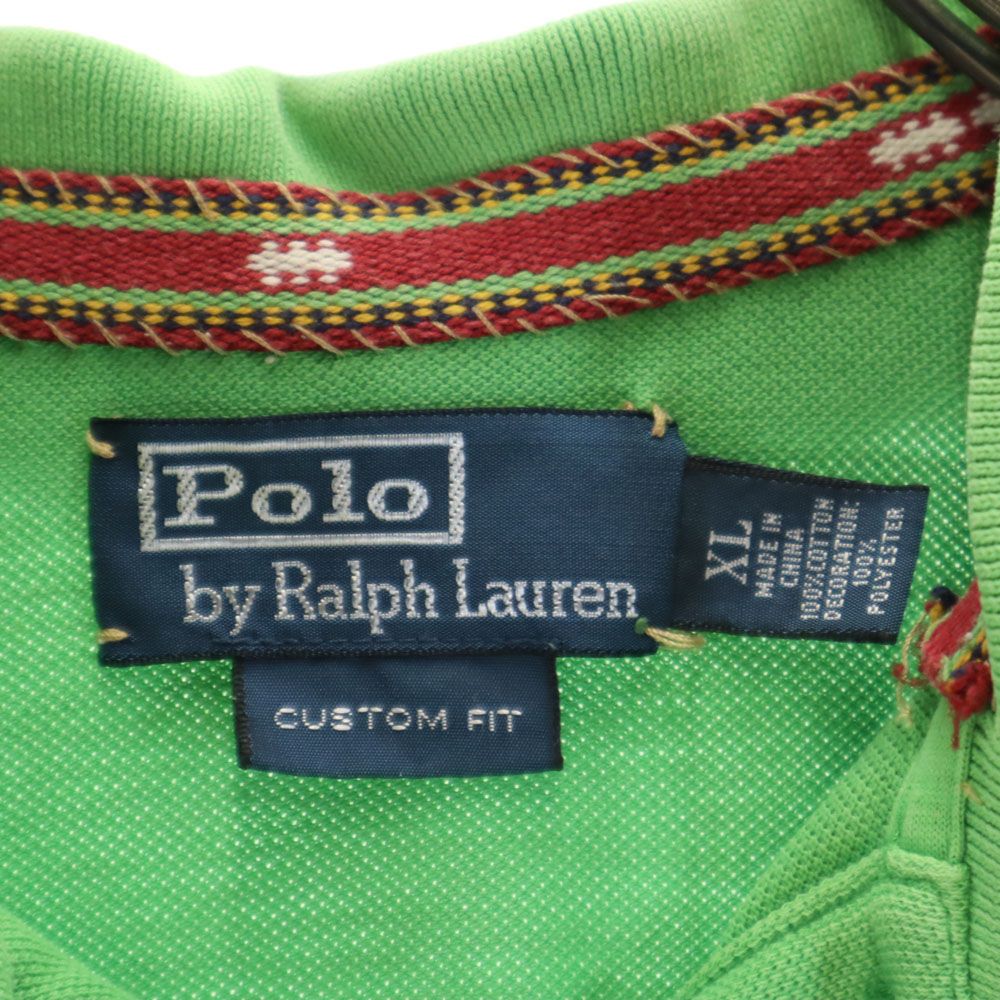 Polo
by Ralph Lauren
CUSTOM FIT
XL
MADE IN
CHINA
100%COTTON
DECORATION:
100%
POLYESTER